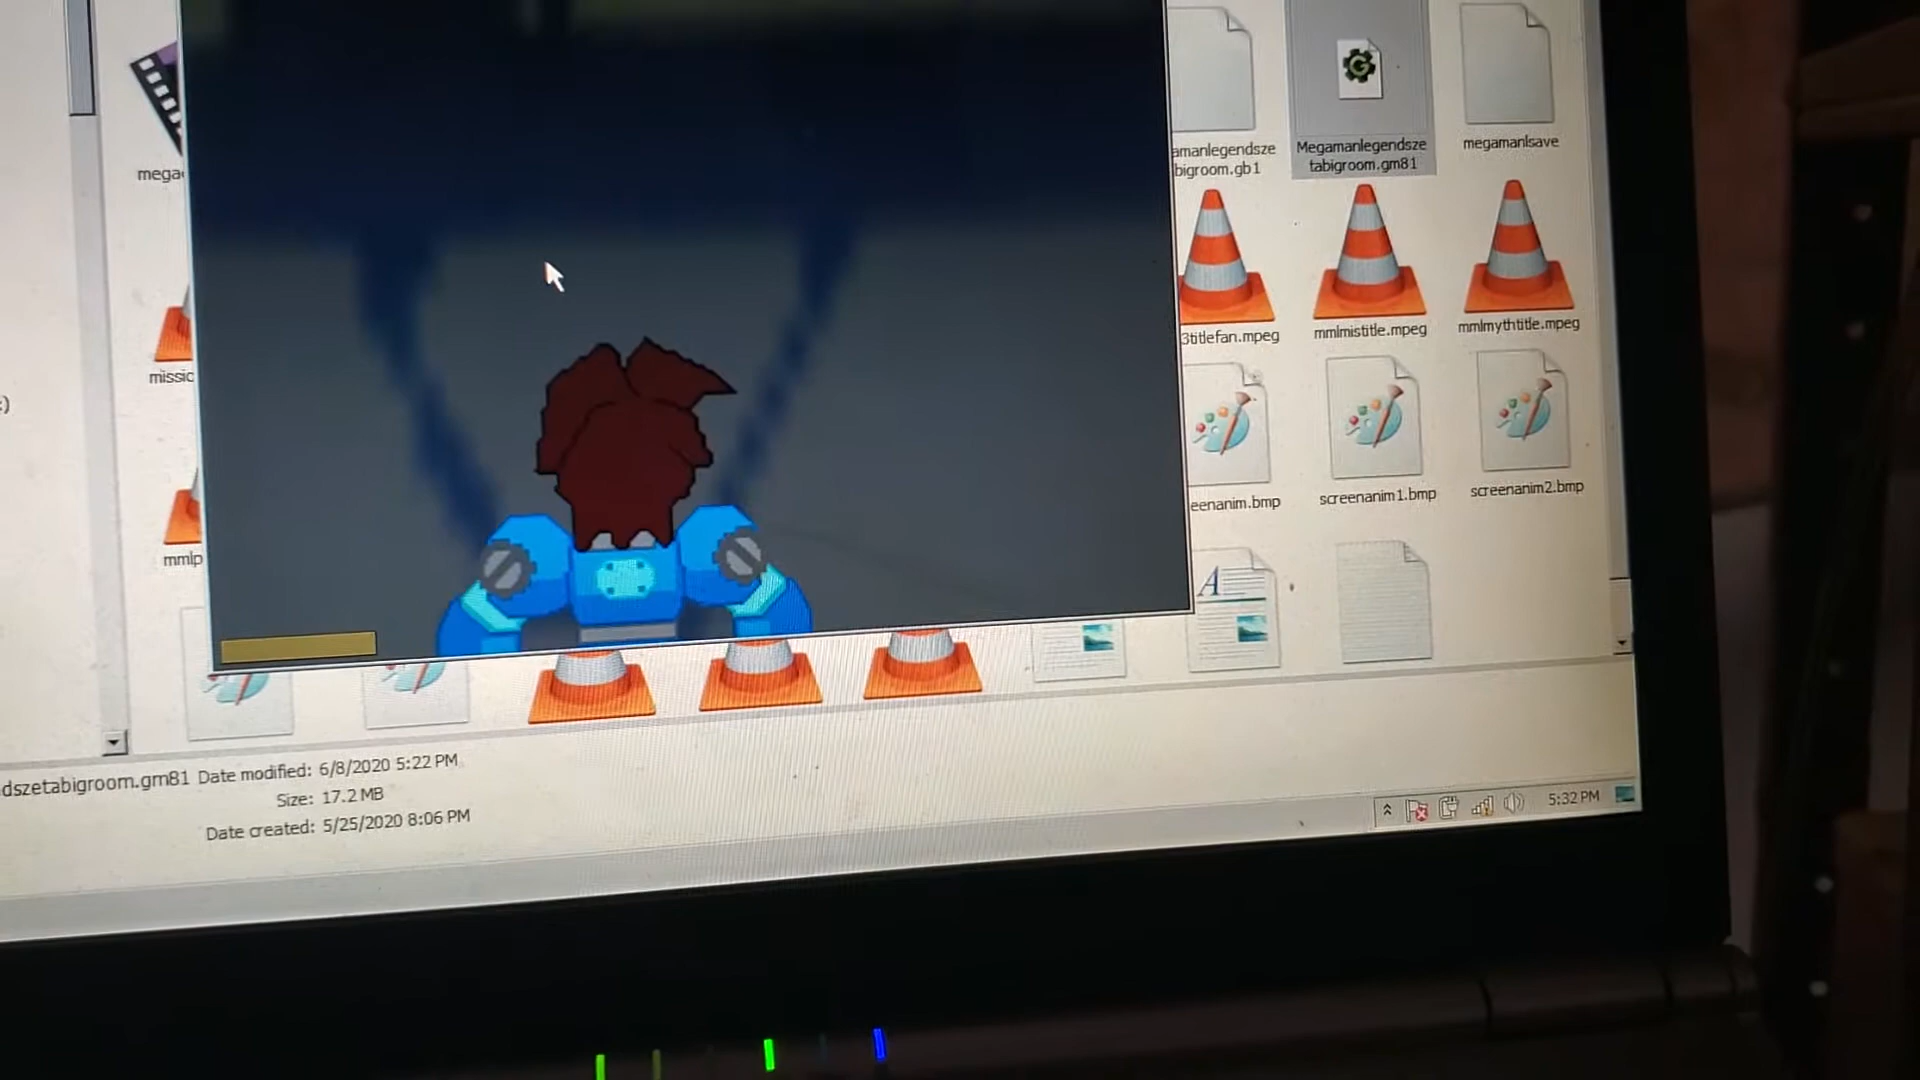 mega
amanlegendsze
bigroom.gb1
Megamanlegendsze
tabigroom.gm81
megamanlsave
missic
3titlefan.mpeg
mmlmistitle.mpeg
mmlmythtitle.mpeg
:)
eenanim.bmp
screenanim1.bmp
screenanim2.bmp
mmlp
dszetabigroom.gm81 Date modified: 6/8/2020 5:22 PM
Size: 17.2 MB
Date created: 5/25/2020 8:06 PM
5:32 PM